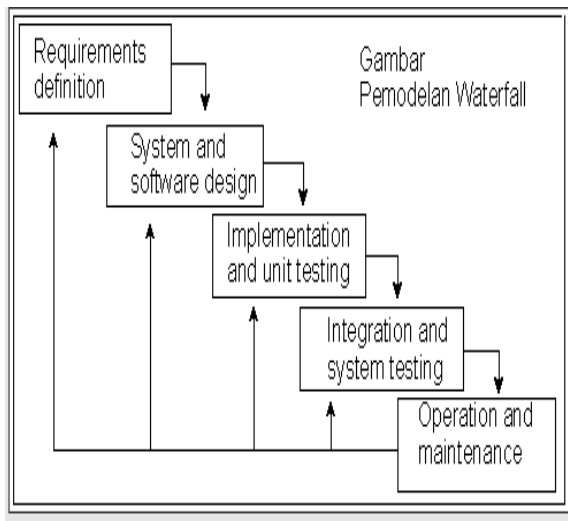 Requirements
definition
Gambar
Pemodelan Waterfall
System and
software design
Implementation
and unit testing
Integration and
system testing
Operation and
maintenance